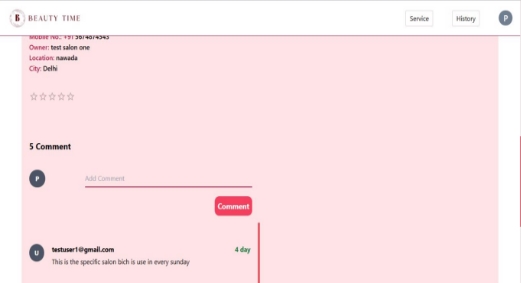 B BEAUTY TIME
Service
History
P
Mobile No.: +91 5674874543
Owner: test salon one
Location: nawada
City: Delhi
5 Comment
P
Add Comment
Comment
U
testuser1@gmail.com
4 day
This is the specific salon bich is use in every sunday